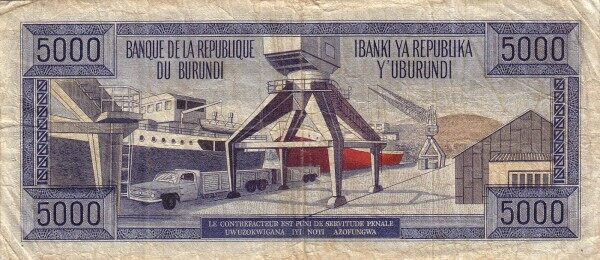 5000
5000
BANQUE DE LA REPUBLIQUE
DU BURUNDI
IBANKI YA REPUBLIKA
Y'UBURUNDI
5000
5000
LE CONTREFACTEUR EST PUNI DE SERVITUDE PENALE
UWUZOKWIGANA IYI NOTI AZOFUNGWA